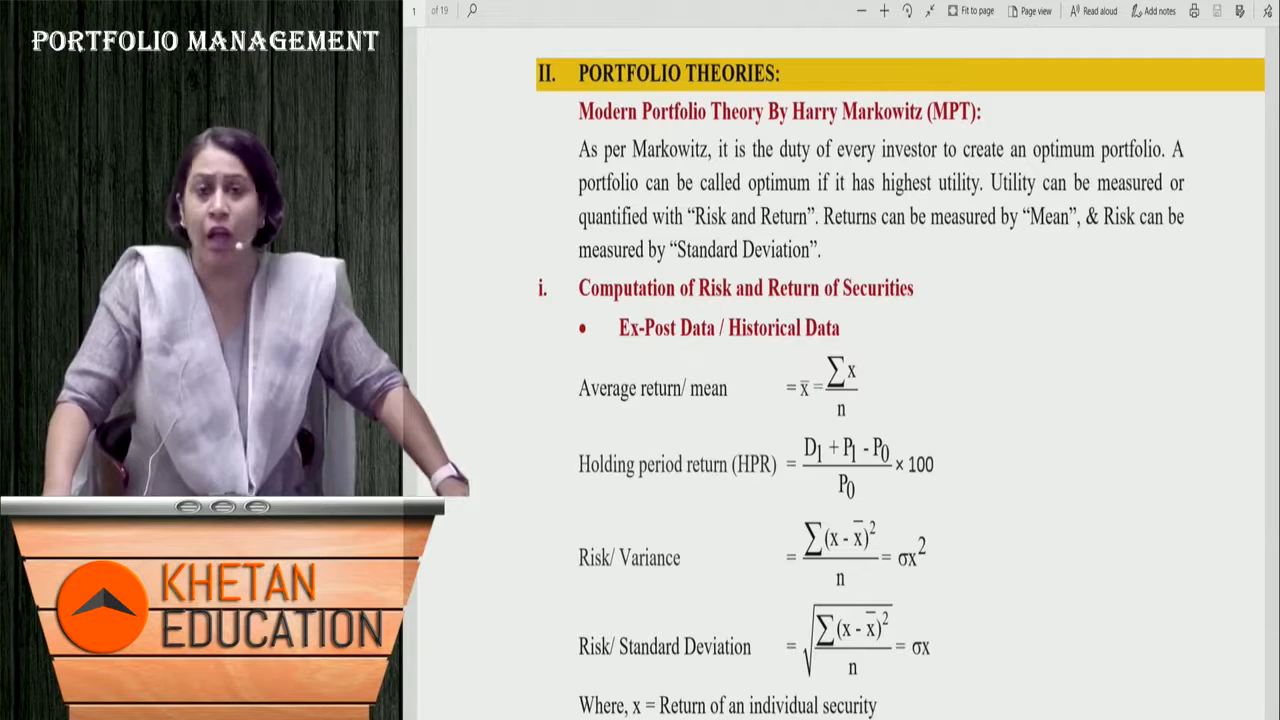 PORTFOLIO MANAGEMENT
1 of 19
Fit to page
Page view
Read aloud
Add notes
II. PORTFOLIO THEORIES:
Modern Portfolio Theory By Harry Markowitz (MPT):
As per Markowitz, it is the duty of every investor to create an optimum portfolio. A
portfolio can be called optimum if it has highest utility. Utility can be measured or
quantified with “Risk and Return”. Returns can be measured by “Mean”, & Risk can be
measured by “Standard Deviation”.
i. Computation of Risk and Return of Securities
• Ex-Post Data / Historical Data
Average return/ mean = x̅ = ∑x / n
Holding period return (HPR) = D₁ + P₁ - P₀ / P₀ × 100
Risk/ Variance = ∑(x - x̅)² / n = σx²
Risk/ Standard Deviation = √ ∑(x - x̅)² / n = σx
Where, x = Return of an individual security
KHETAN
EDUCATION